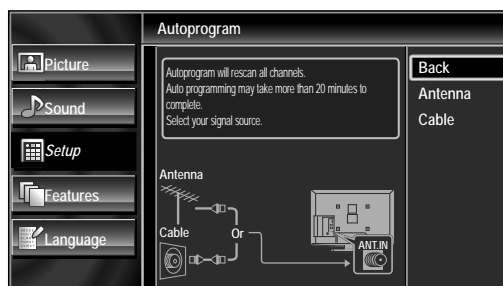 Autoprogram
Picture
Sound
Setup
Features
Language
Autoprogram will rescan all channels.
Auto programming may take more than 20 minutes to
complete.
Select your signal source.
Antenna
Cable
Or
ANT.IN
Back
Antenna
Cable